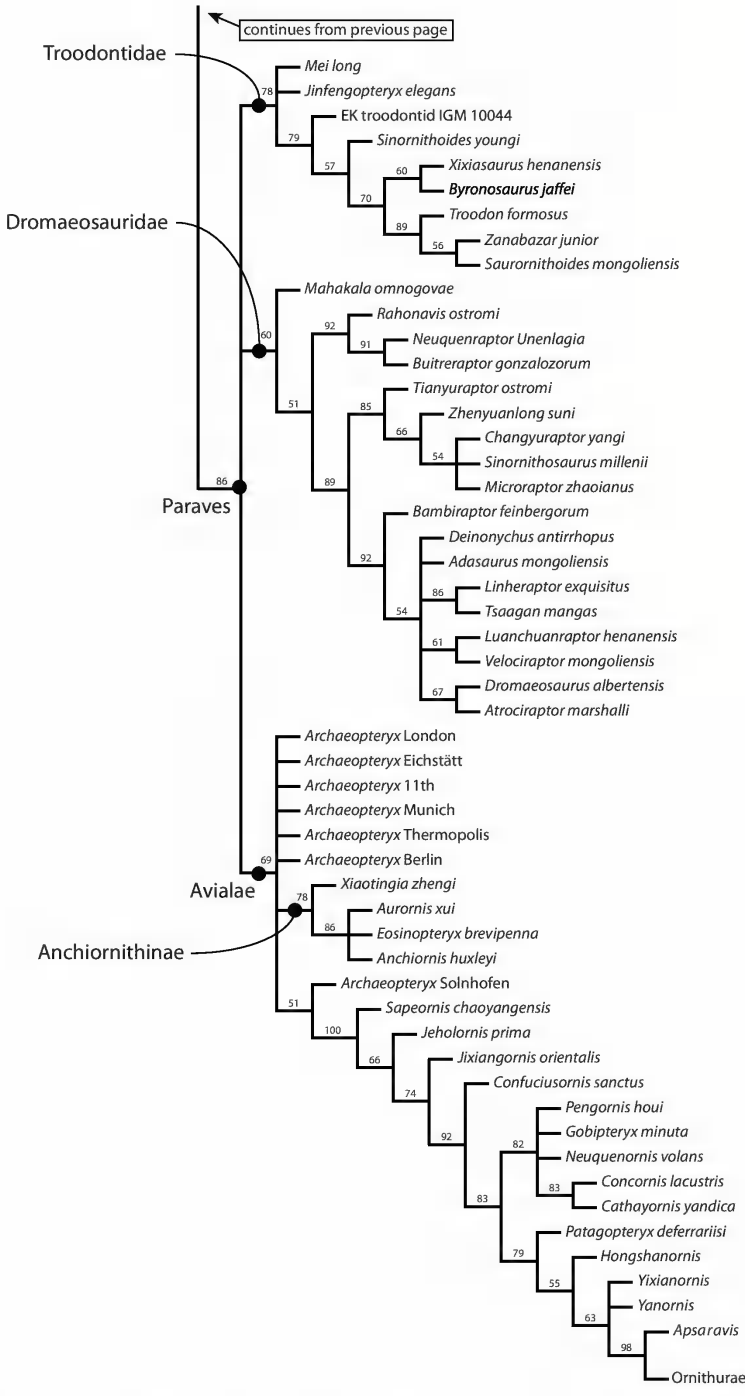 continues from previous page
Troodontidae
78
Mei long
Jinfengopteryx elegans
79
EK troodontid IGM 10044
57
Sinornithoides youngi
70
60
Xixiasaurus henanensis
Byronosaurus jaffei
89
Troodon formosus
56
Zanabazar junior
Saurornithoides mongoliensis
Dromaeosauridae
60
Mahakala omnogovae
51
92
Rahonavis ostromi
91
Neuquenraptor Unenlagia
Buitreraptor gonzalozorum
89
85
Tianyuraptor ostromi
66
Zhenyuanlong suni
54
Changyuraptor yangi
Sinornithosaurus millenii
Microraptor zhaoianus
86
Paraves
92
Bambiraptor feinbergorum
54
Deinonychus antirrhopus
Adasaurus mongoliensis
86
Linheraptor exquisitus
Tsaagan mangas
61
Luanchuanraptor henanensis
Velociraptor mongoliensis
67
Dromaeosaurus albertensis
Atrociraptor marshalli
Archaeopteryx London
Archaeopteryx Eichstätt
Archaeopteryx 11th
Archaeopteryx Munich
Archaeopteryx Thermopolis
Archaeopteryx Berlin
69
Avialae
78
Xiaotingia zhengi
86
Aurornis xui
Eosinopteryx brevipenna
Anchiornis huxleyi
Anchiornithinae
51
Archaeopteryx Solnhofen
100
Sapeornis chaoyangensis
66
Jeholornis prima
74
Jixiangornis orientalis
92
Confuciusornis sanctus
83
82
Pengornis houi
Gobipteryx minuta
Neuquenornis volans
83
Concornis lacustris
Cathayornis yandica
79
Patagopteryx deferrariisi
55
Hongshanornis
63
Yixianornis
Yanornis
98
Apsaravis
Ornithurae